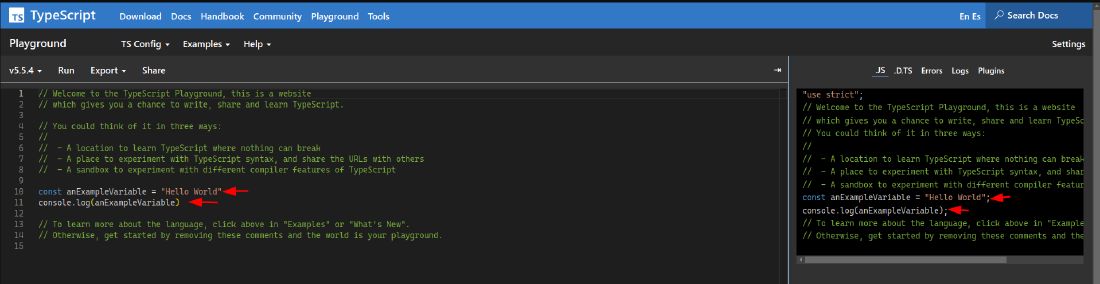 TS TypeScript Download Docs Handbook Community Playground Tools En Es Search Docs
Playground TS Config Examples Help Settings
v5.5.4 Run Export Share
.JS .D.TS Errors Logs Plugins
1 // Welcome to the TypeScript Playground, this is a website
2 // which gives you a chance to write, share and learn TypeScript.
3
4 // You could think of it in three ways:
5 //
6 //  - A location to learn TypeScript where nothing can break
7 //  - A place to experiment with TypeScript syntax, and share the URLs with others
8 //  - A sandbox to experiment with different compiler features of TypeScript
9
10 const anExampleVariable = "Hello World"
11 console.log(anExampleVariable)
12
13 // To learn more about the language, click above in "Examples" or "What's New".
14 // Otherwise, get started by removing these comments and the world is your playground.
15
"use strict";
// Welcome to the TypeScript Playground, this is a website
// which gives you a chance to write, share and learn TypeSc
// You could think of it in three ways:
//
//  - A location to learn TypeScript where nothing can break
//  - A place to experiment with TypeScript syntax, and shar
//  - A sandbox to experiment with different compiler featur
const anExampleVariable = "Hello World";
console.log(anExampleVariable);
// To learn more about the language, click above in "Example
// Otherwise, get started by removing these comments and the